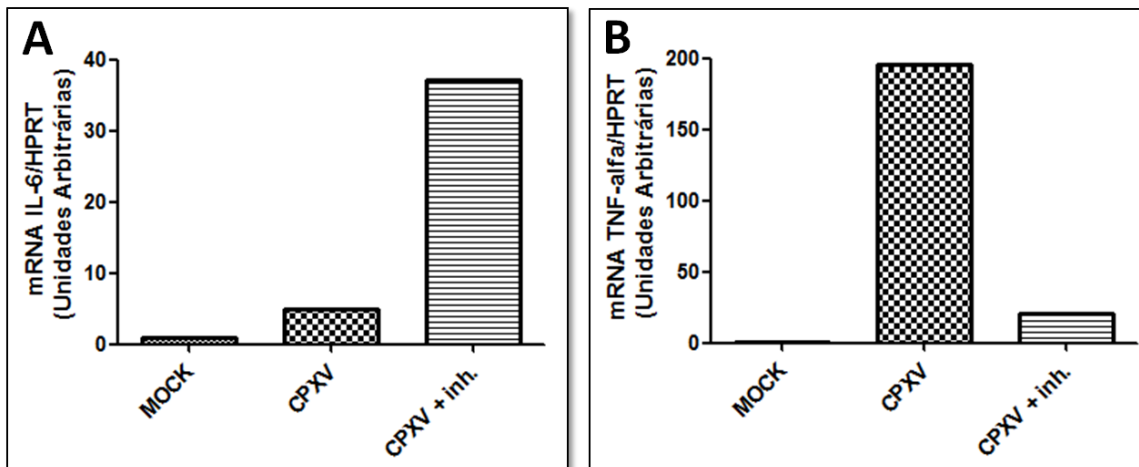 A
mRNA IL-6/HPRT
(Unidades Arbitrárias)
40
30
20
10
0
MOCK
CPXV
CPXV + inh.
B
mRNA TNF-alfa/HPRT
(Unidades Arbitrárias)
200
150
100
50
0
MOCK
CPXV
CPXV + inh.